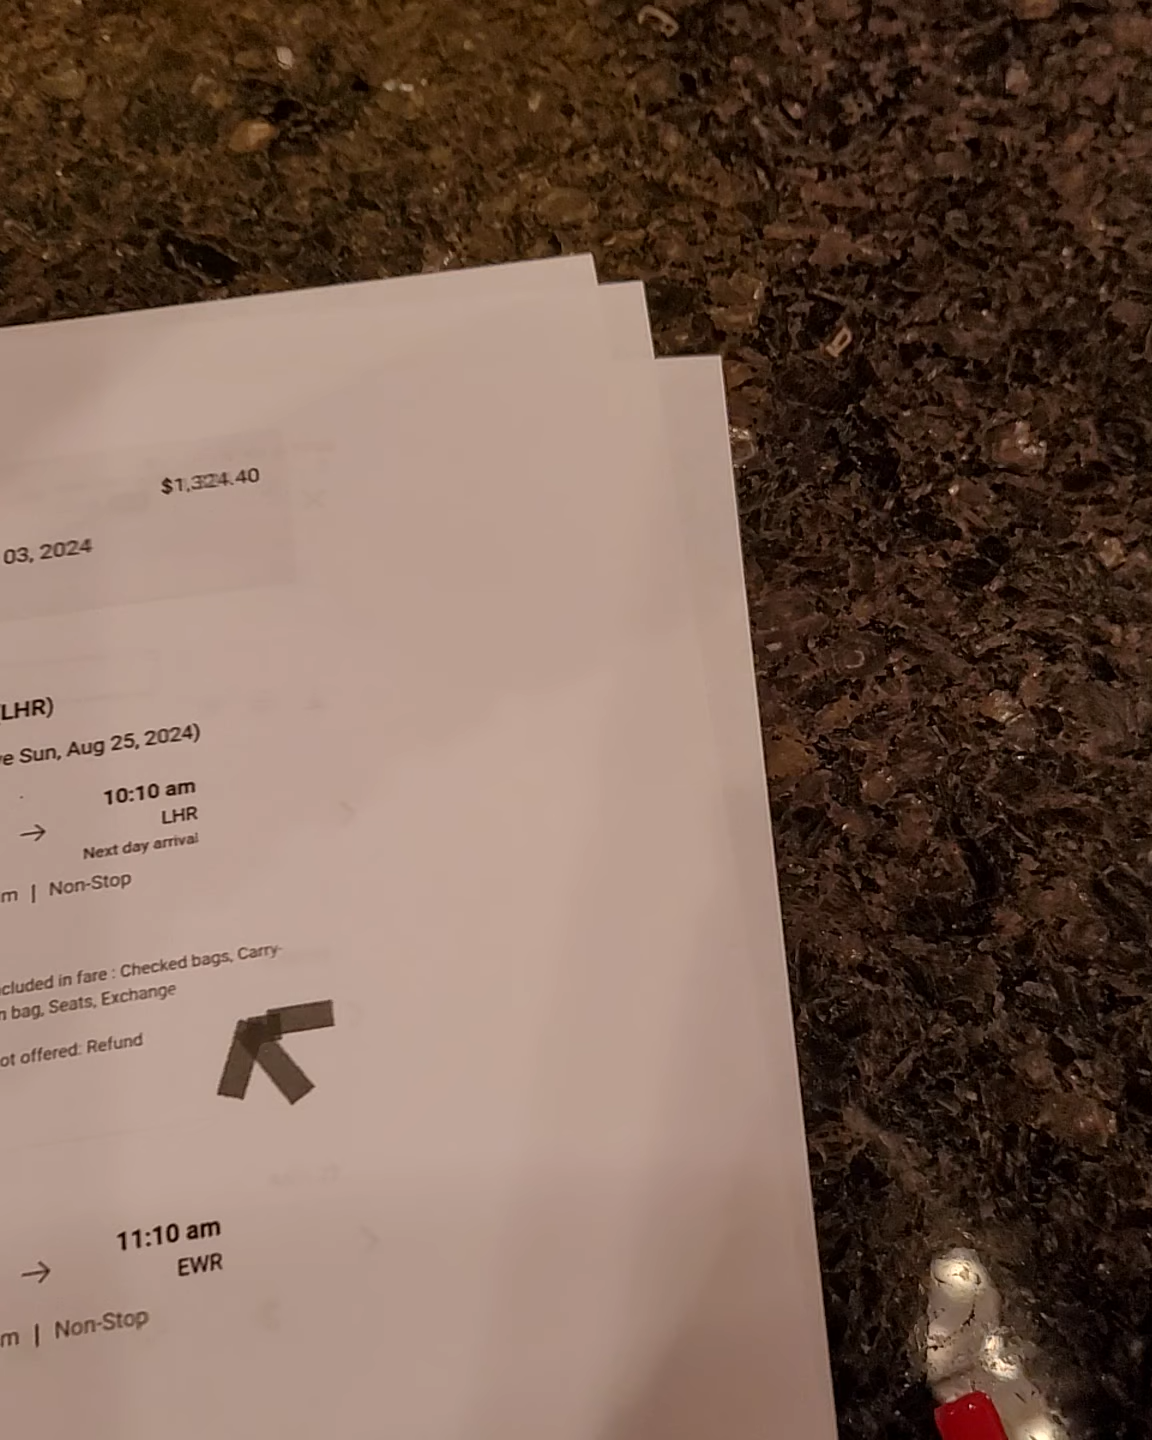 $1,324.40
03, 2024
(LHR)
e Sun, Aug 25, 2024)
10:10 am
→
LHR
Next day arrival
m | Non-Stop
cluded in fare : Checked bags, Carry-
n bag, Seats, Exchange
ot offered: Refund
11:10 am
→
EWR
m | Non-Stop